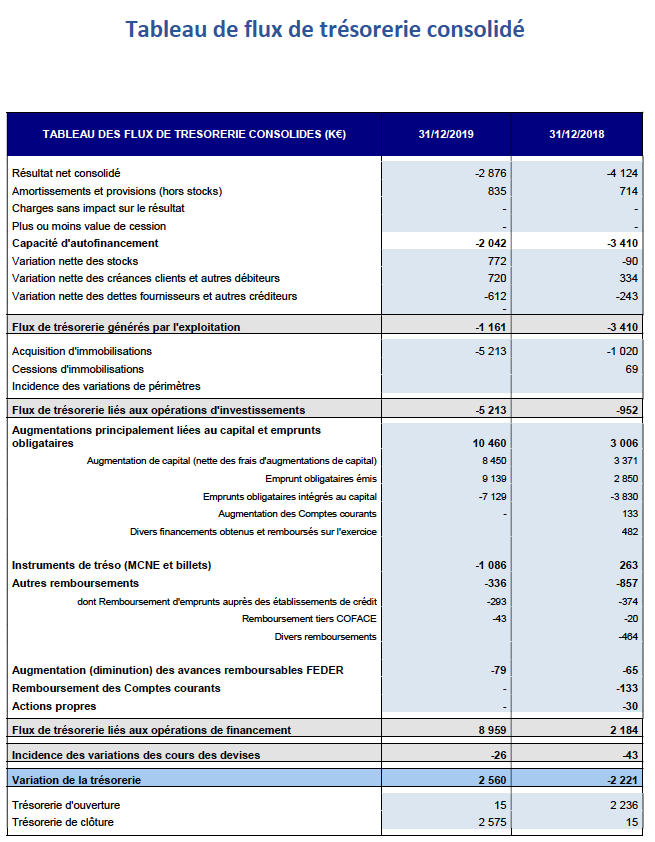 Tableau de flux de trésorerie consolidé
TABLEAU DES FLUX DE TRESORERIE CONSOLIDES (K€) 31/12/2019 31/12/2018
Résultat net consolidé -2 876 -4 124
Amortissements et provisions (hors stocks) 835 714
Charges sans impact sur le résultat - -
Plus ou moins value de cession - -
Capacité d'autofinancement -2 042 -3 410
Variation nette des stocks 772 -90
Variation nette des créances clients et autres débiteurs 720 334
Variation nette des dettes fournisseurs et autres créditeurs -612 -243
-
Flux de trésorerie générés par l'exploitation -1 161 -3 410
Acquisition d'immobilisations -5 213 -1 020
Cessions d'immobilisations 69
Incidence des variations de périmètres
Flux de trésorerie liés aux opérations d'investissements -5 213 -952
Augmentations principalement liées au capital et emprunts
obligataires 10 460 3 006
Augmentation de capital (nette des frais d'augmentations de capital) 8 450 3 371
Emprunt obligataires émis 9 139 2 850
Emprunts obligataires intégrés au capital -7 129 -3 830
Augmentation des Comptes courants - 133
Divers financements obtenus et remboursés sur l'exercice 482
Instruments de tréso (MCNE et billets) -1 086 263
Autres remboursements -336 -857
dont Remboursement d'emprunts auprès des établissements de crédit -293 -374
Remboursement tiers COFACE -43 -20
Divers remboursements -464
Augmentation (diminution) des avances remboursables FEDER -79 -65
Remboursement des Comptes courants - -133
Actions propres - -30
Flux de trésorerie liés aux opérations de financement 8 959 2 184
Incidence des variations des cours des devises -26 -43
Variation de la trésorerie 2 560 -2 221
Trésorerie d'ouverture 15 2 236
Trésorerie de clôture 2 575 15